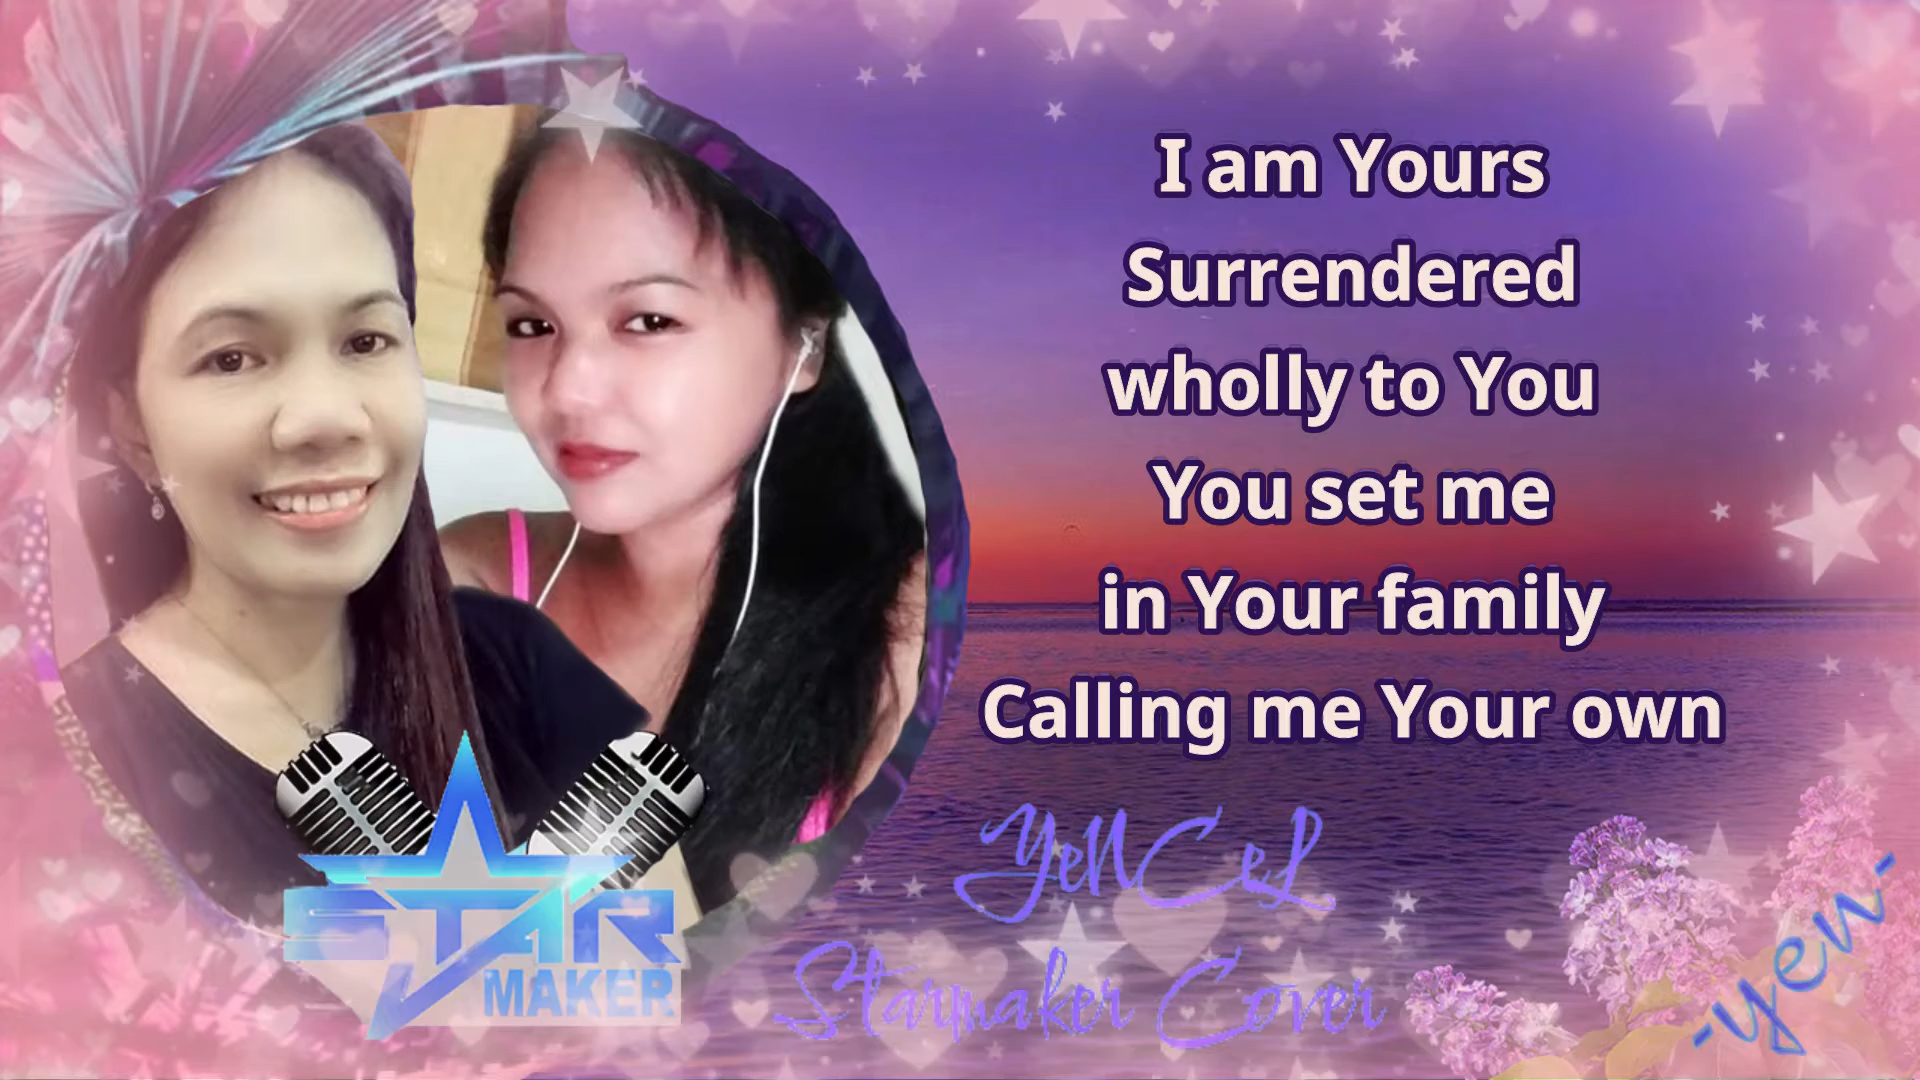 I am Yours
Surrendered
wholly to You
You set me
in Your family
Calling me Your own
YeNCeL
Starmaker Cover
STAR
MAKER
-yen-